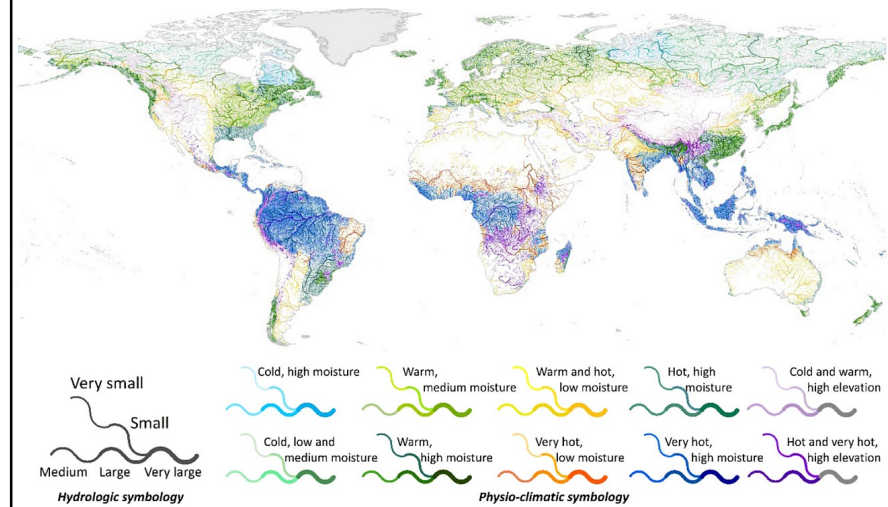 Cold, high moisture
Warm,
medium moisture
Warm and hot,
low moisture
Hot, high
moisture
Cold and warm,
high elevation
Very small
Small
Medium
Large
Very large
Cold, low and
medium moisture
Warm,
high moisture
Very hot,
low moisture
Very hot,
high moisture
Hot and very hot,
high elevation
Hydrologic symbology
Physio-climatic symbology